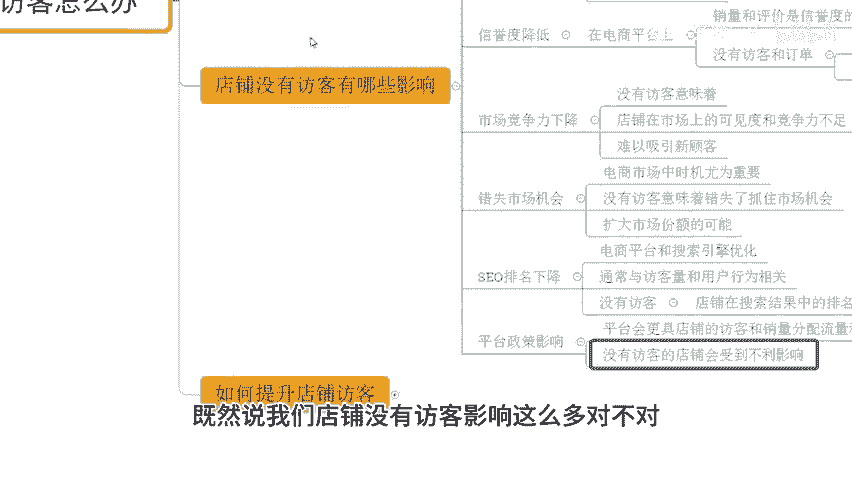 访客怎么办
店铺没有访客有哪些影响
信誉度降低
在电商平台上
销量和评价是信誉度的
没有访客和订单
市场竞争力下降
没有访客意味着
店铺在市场上的可见度和竞争力不足
难以吸引新顾客
错失市场机会
电商市场中时机尤为重要
没有访客意味着错失了抓住市场机会
扩大市场份额的可能
SEO排名下降
电商平台和搜索引擎优化
通常与访客量和用户行为相关
没有访客
店铺在搜索结果中的排名
平台政策影响
平台会更具店铺的访客和销量分配流量
没有访客的店铺会受到不利影响
如何提升店铺访客
既然说我们店铺没有访客影响这么多对不对